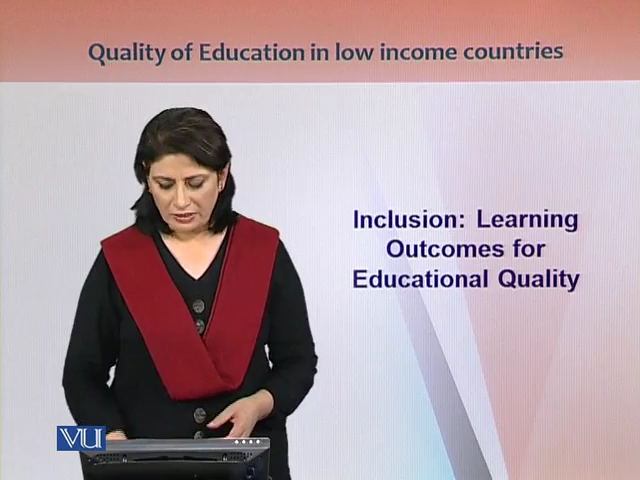 Quality of Education in low income countries
Inclusion: Learning
Outcomes for
Educational Quality
VU